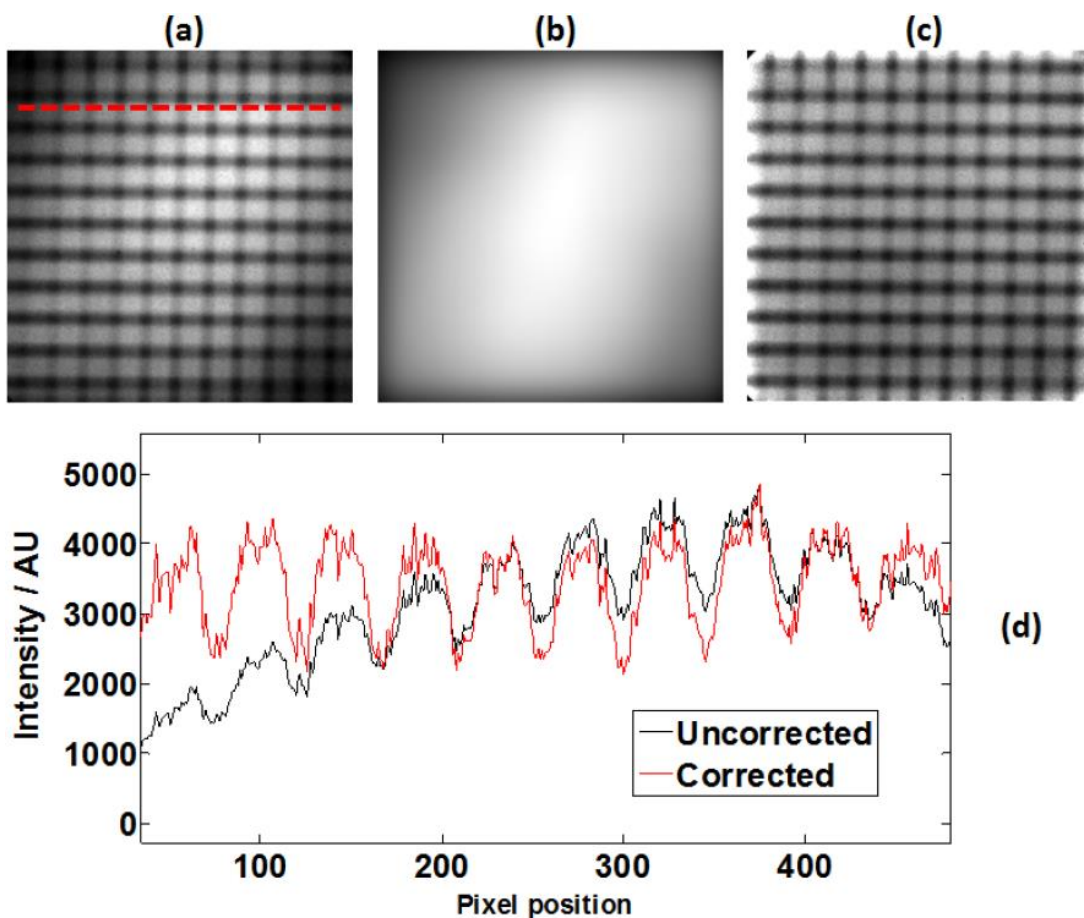 (a) (b) (c)
5000
4000
3000
2000
1000
0
Intensity / AU
Uncorrected
Corrected
(d)
100 200 300 400
Pixel position